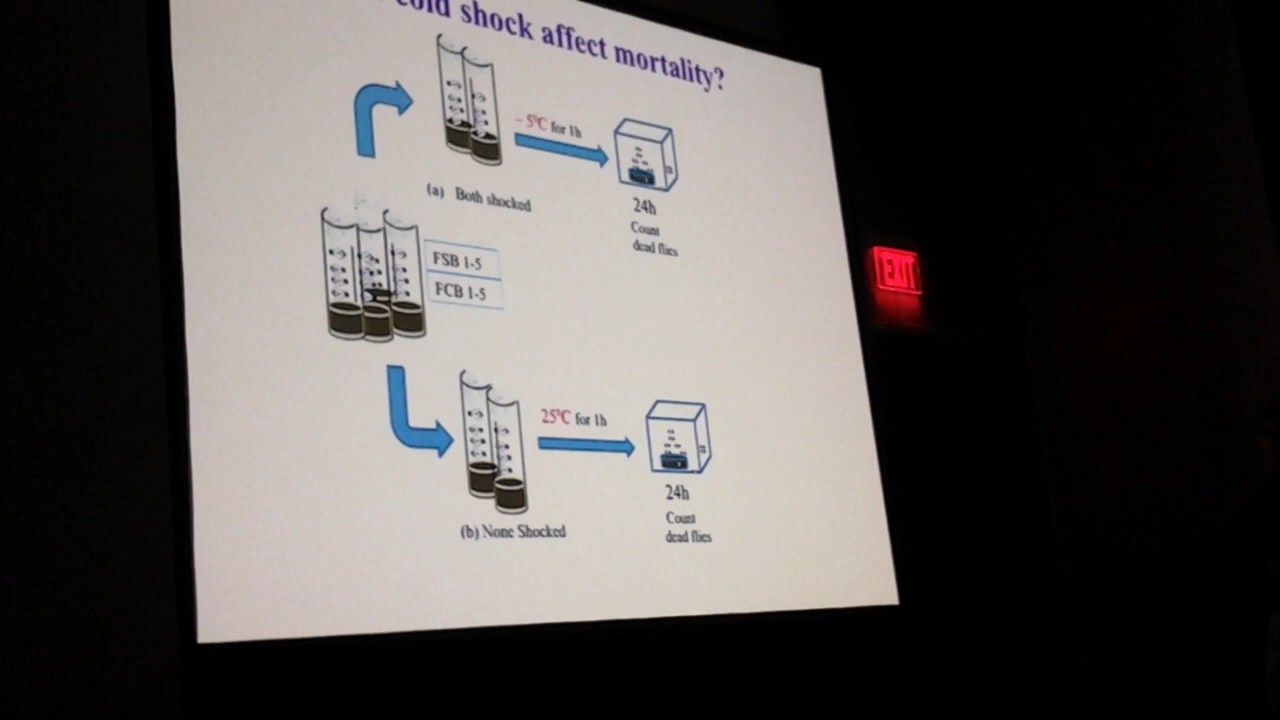 cold shock affect mortality?
- 5°C for 1h
(a) Both shocked
24h
Count
dead flies
FSB 1-5
FCB 1-5
25°C for 1h
(b) None Shocked
24h
Count
dead flies
EXIT